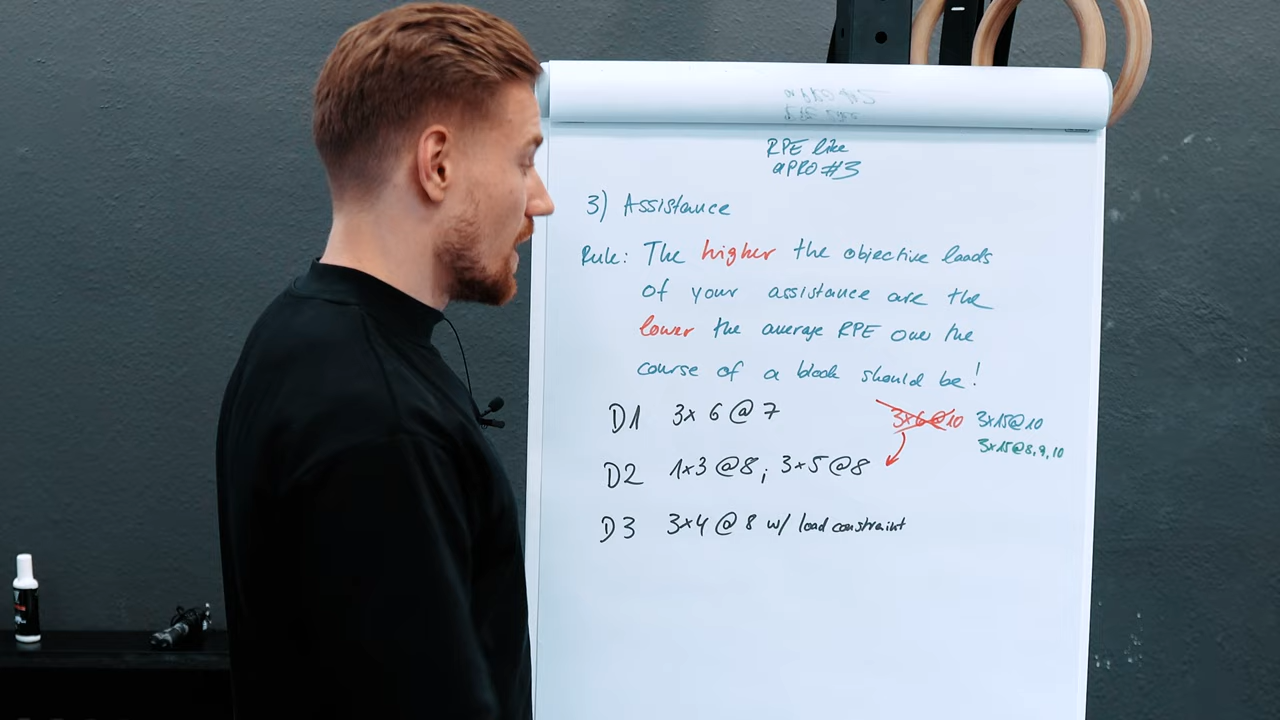 RPE like
a PRO #3
3) Assistance
Rule: The higher the objective loads
of your assistance are the
lower the average RPE over the
course of a block should be!
D1 3x 6 @ 7
3x6@10 3x15@10
3x15@8,9,10
D2 1x3 @8; 3x5@8
D3 3x4 @ 8 w/ load constraint